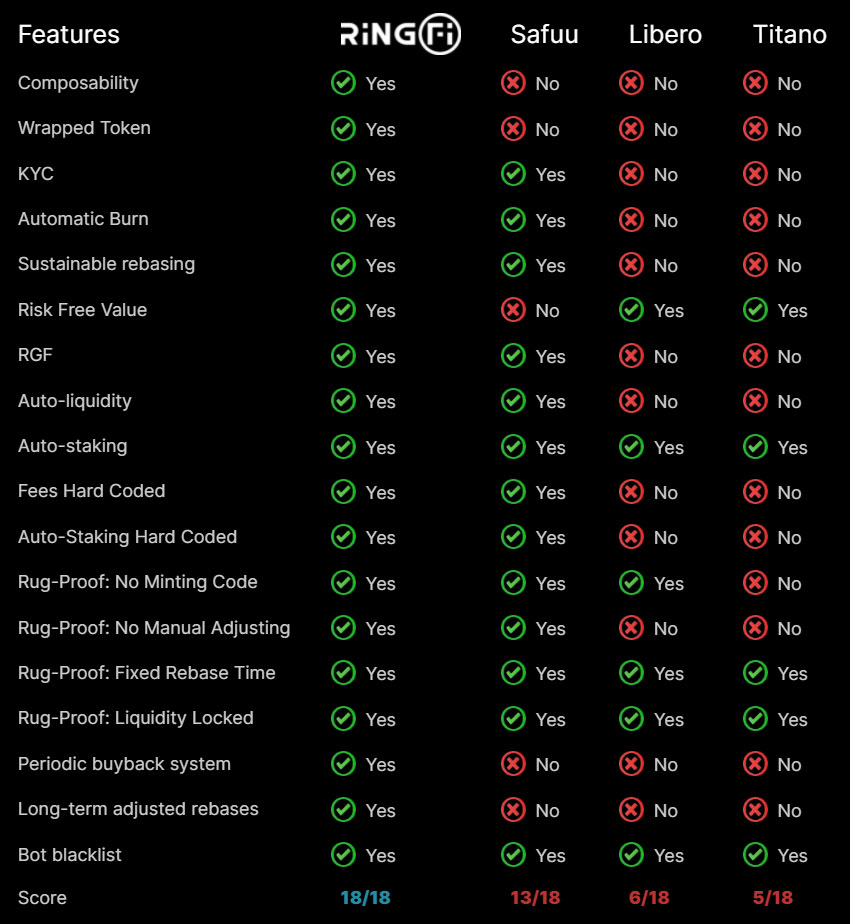 Features RiNGFi Safuu Libero Titano
Composability Yes No No No
Wrapped Token Yes No No No
KYC Yes Yes No No
Automatic Burn Yes Yes No No
Sustainable rebasing Yes Yes No No
Risk Free Value Yes No Yes Yes
RGF Yes Yes No No
Auto-liquidity Yes Yes No No
Auto-staking Yes Yes Yes Yes
Fees Hard Coded Yes Yes No No
Auto-Staking Hard Coded Yes Yes No No
Rug-Proof: No Minting Code Yes Yes Yes No
Rug-Proof: No Manual Adjusting Yes Yes No No
Rug-Proof: Fixed Rebase Time Yes Yes Yes Yes
Rug-Proof: Liquidity Locked Yes Yes Yes Yes
Periodic buyback system Yes No No No
Long-term adjusted rebases Yes No No No
Bot blacklist Yes Yes Yes Yes
Score 18/18 13/18 6/18 5/18